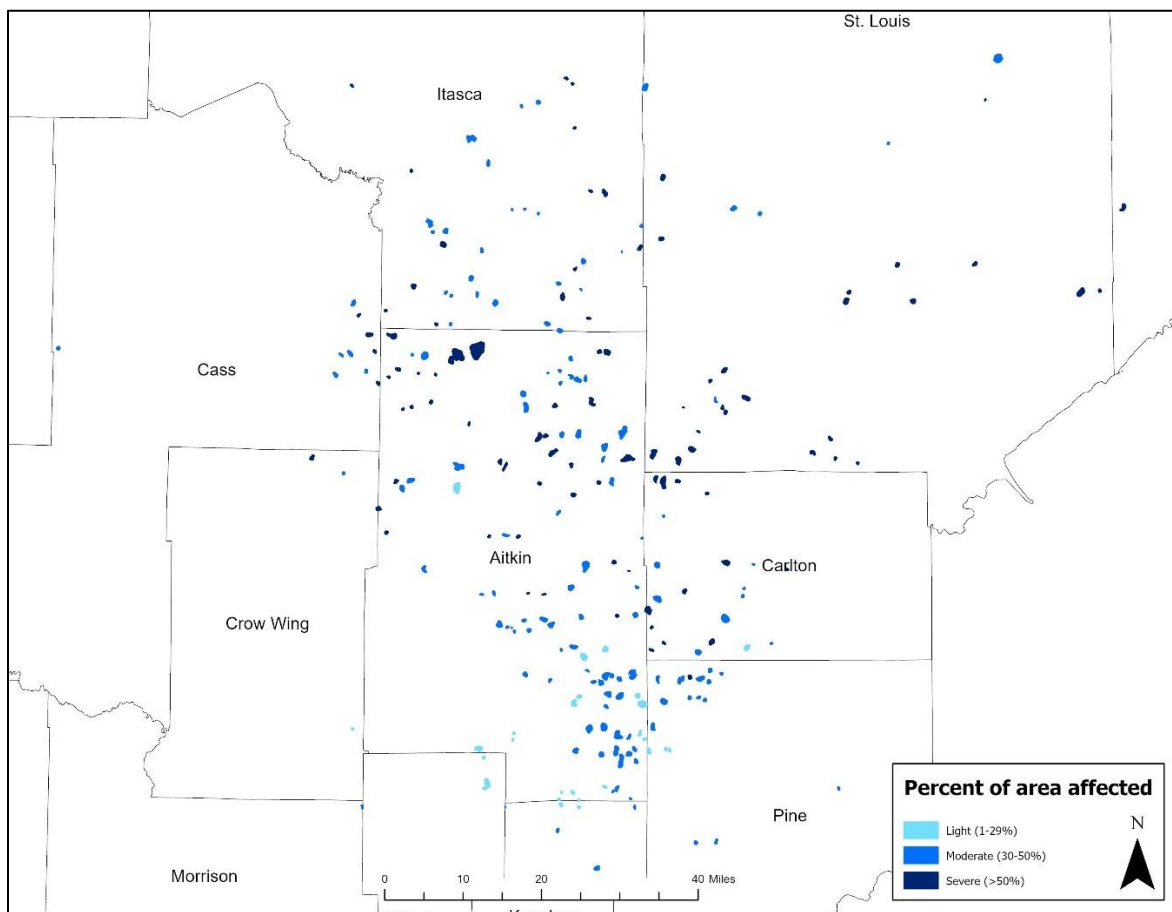 St. Louis
Itasca
Cass
Aitkin
Carlton
Crow Wing
Pine
Morrison
Percent of area affected
Light (1-29%)
Moderate (30-50%)
Severe (>50%)
N
0 10 20 40 Miles